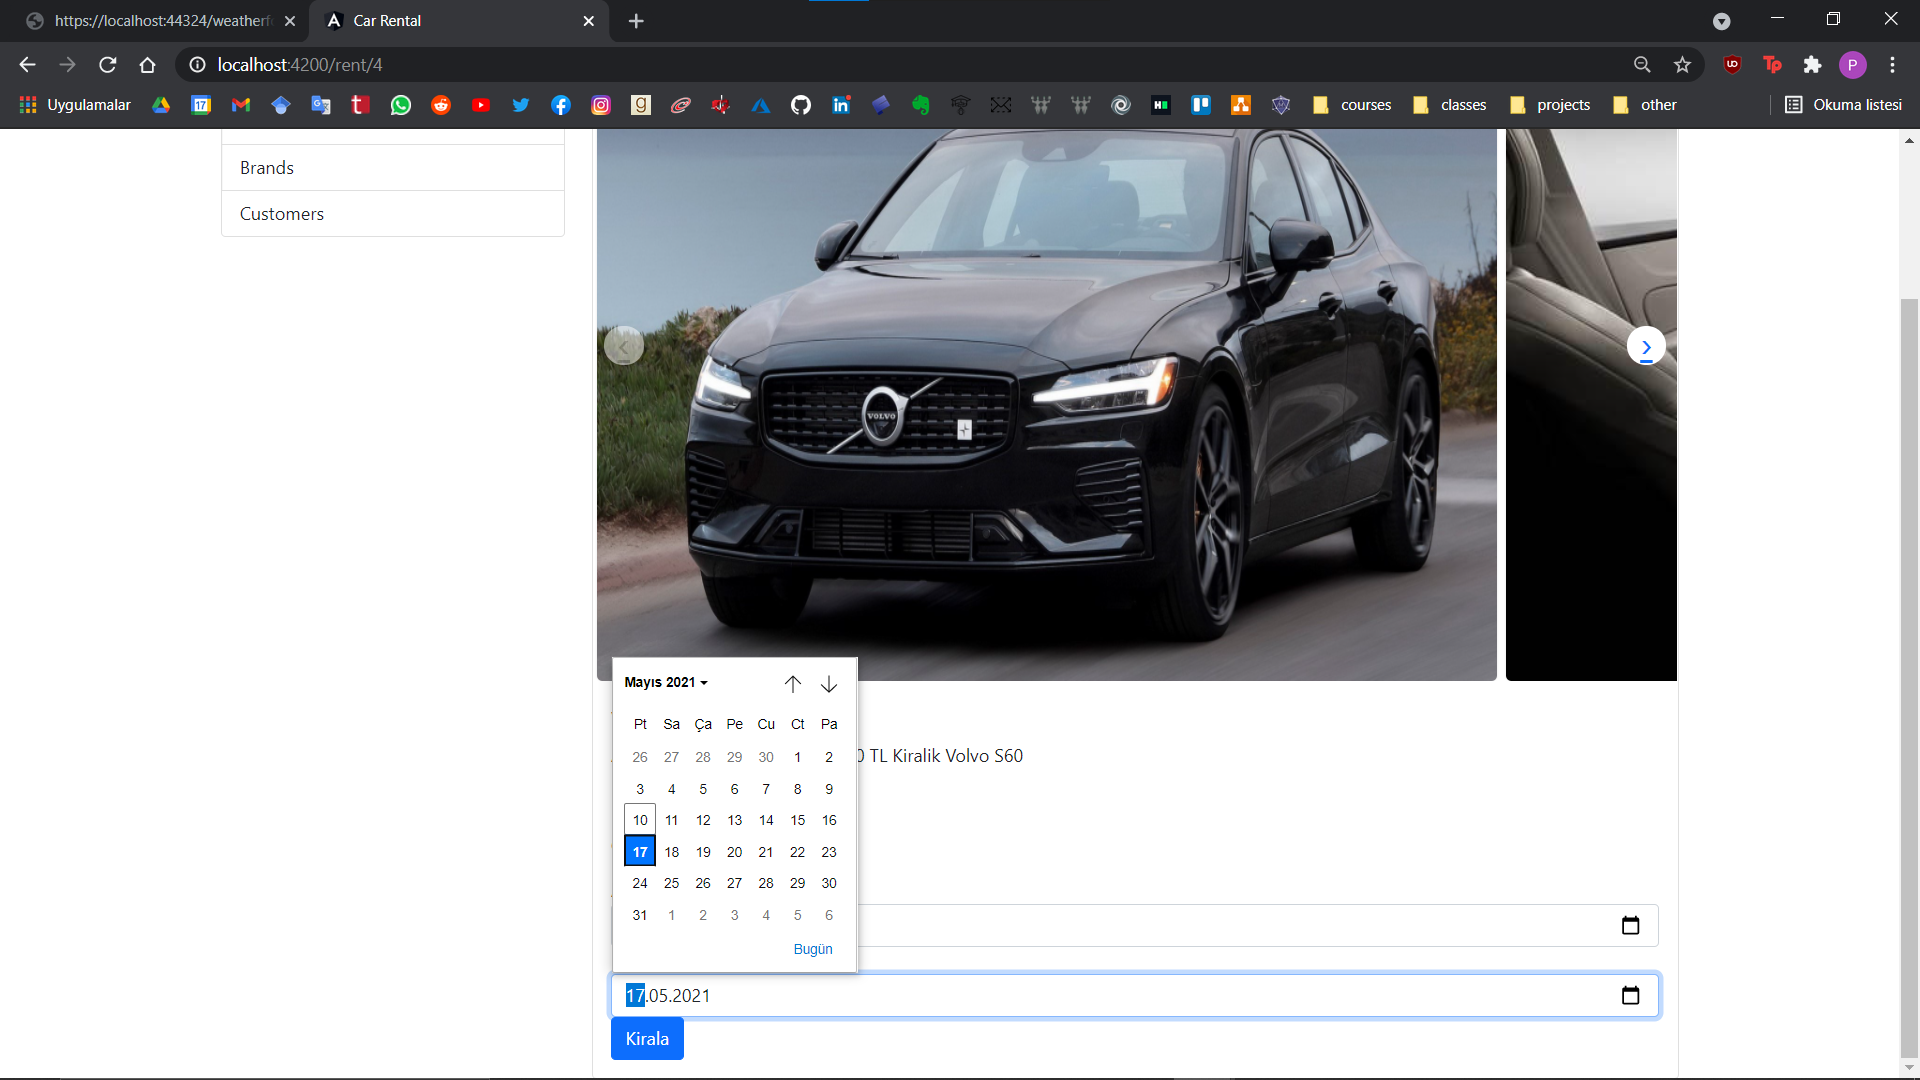 https://localhost:44324/weatherf
Car Rental
localhost:4200/rent/4
Uygulamalar
courses
classes
projects
other
Okuma listesi
Brands
Customers
VOLVO
Mayıs 2021
Pt Sa Ça Pe Cu Ct Pa
26 27 28 29 30 1 2
3 4 5 6 7 8 9
10 11 12 13 14 15 16
17 18 19 20 21 22 23
24 25 26 27 28 29 30
31 1 2 3 4 5 6
Bugün
0 TL Kiralik Volvo S60
17.05.2021
Kirala